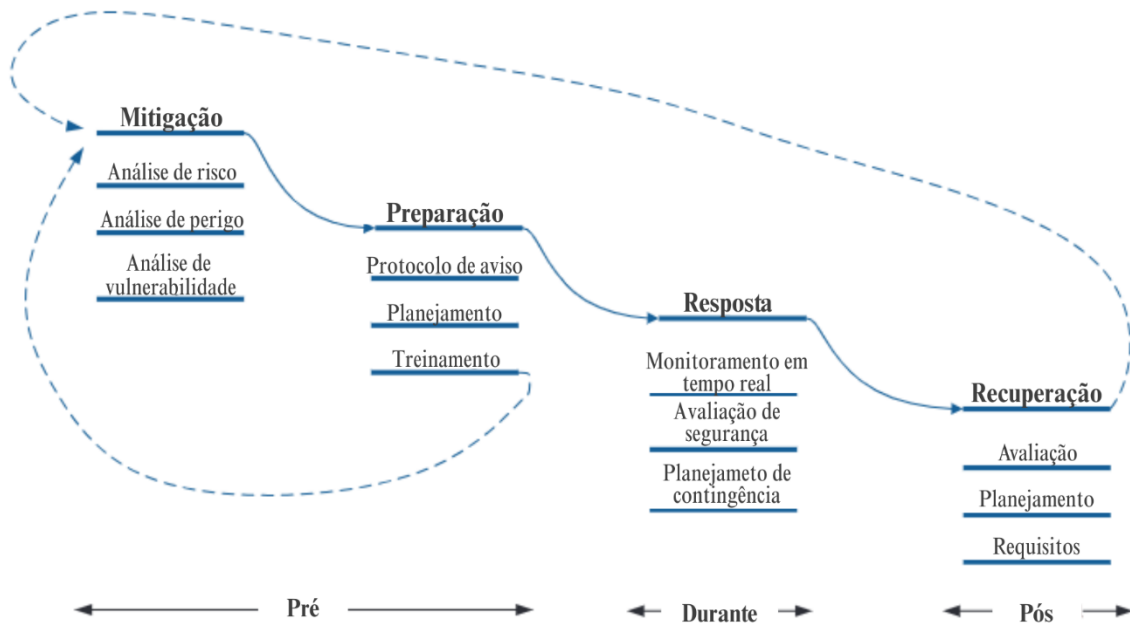 Mitigação
Análise de risco
Análise de perigo
Análise de
vulnerabilidade
Preparação
Protocolo de aviso
Planejamento
Treinamento
Resposta
Monitoramento em
tempo real
Avaliação de
segurança
Planejameto de
contingência
Recuperação
Avaliação
Planejamento
Requisitos
Pré
Durante
Pós